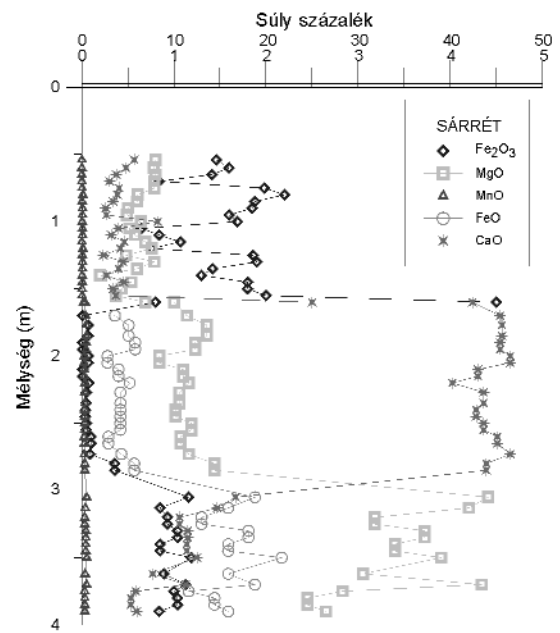 Súly százalék
0 10 20 30 40 50
0 1 2 3 4 5
0
1
2
3
4
Mélység (m)
SÁRRÉT
Fe2O3
MgO
MnO
FeO
CaO